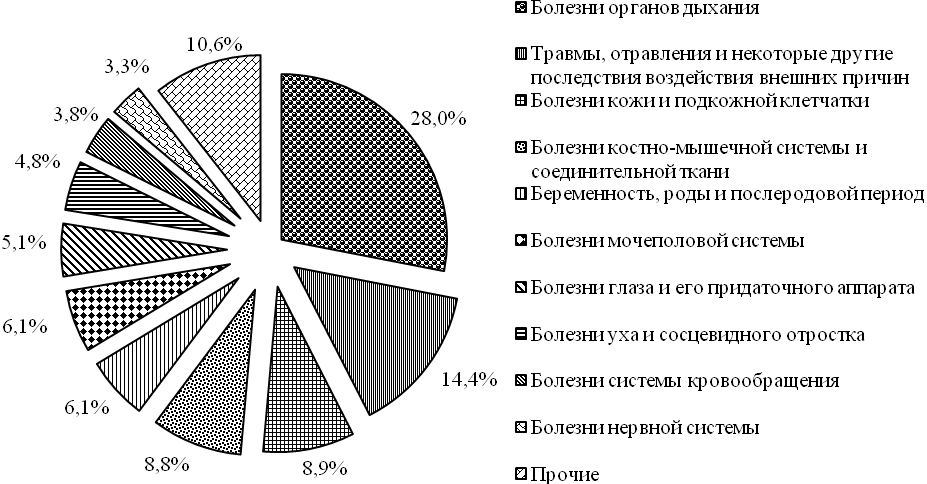 Болезни органов дыхания
Травмы, отравления и некоторые другие
последствия воздействия внешних причин
Болезни кожи и подкожной клетчатки
Болезни костно-мышечной системы и
соединительной ткани
Беременность, роды и послеродовой период
Болезни мочеполовой системы
Болезни глаза и его придаточного аппарата
Болезни уха и сосцевидного отростка
Болезни системы кровообращения
Болезни нервной системы
Прочие
28,0%
14,4%
8,9%
8,8%
6,1%
6,1%
5,1%
4,8%
3,8%
3,3%
10,6%